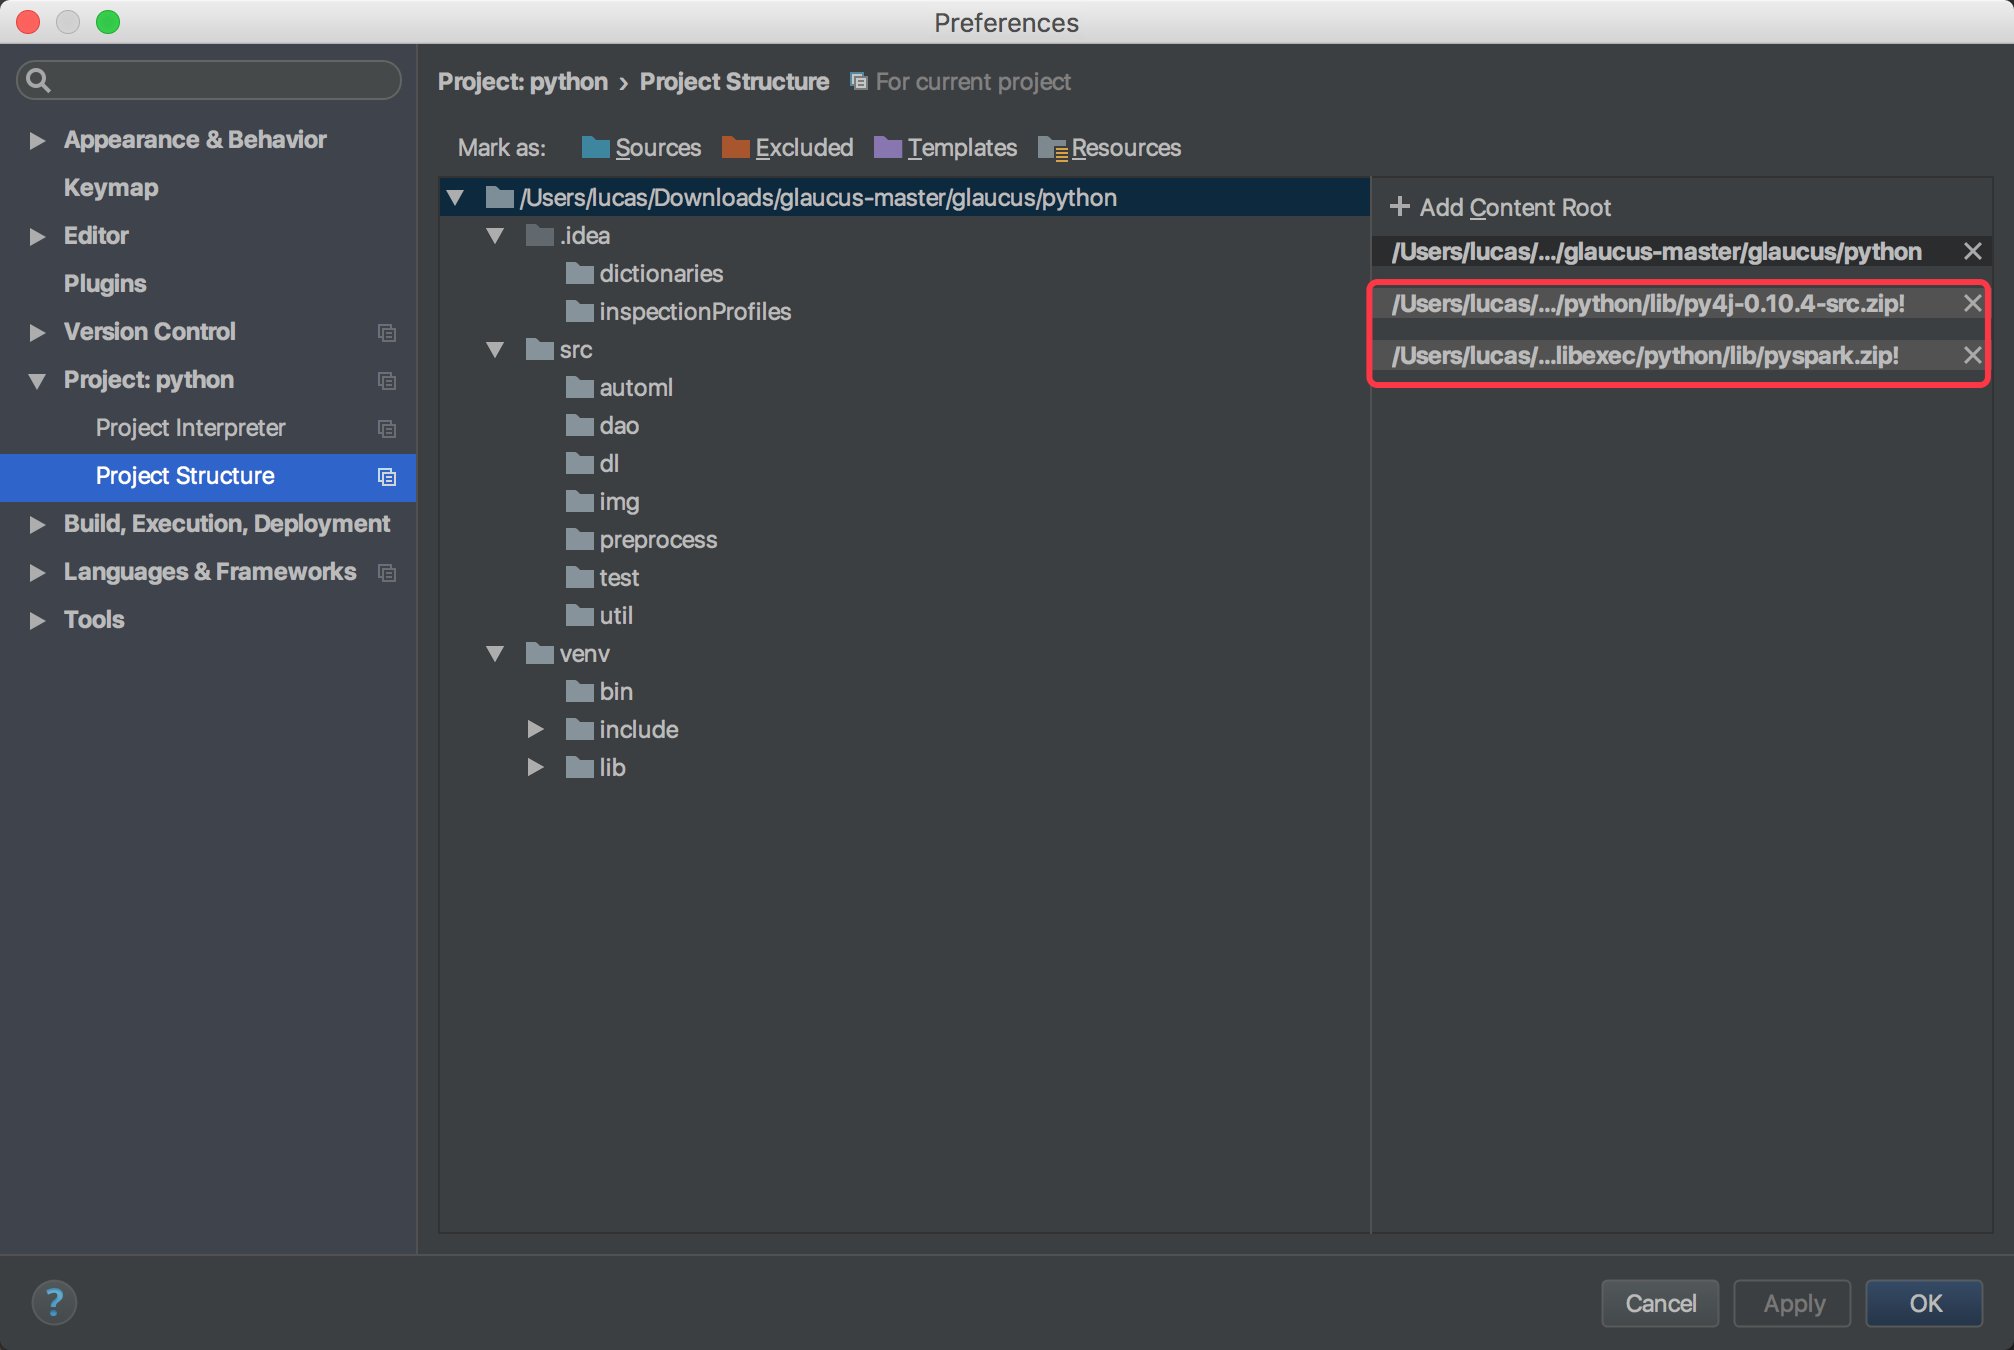 Preferences
Project: python › Project Structure For current project
Appearance & Behavior
Keymap
Editor
Plugins
Version Control
Project: python
Project Interpreter
Project Structure
Build, Execution, Deployment
Languages & Frameworks
Tools
Mark as: Sources Excluded Templates Resources
/Users/lucas/Downloads/glaucus-master/glaucus/python
.idea
dictionaries
inspectionProfiles
src
automl
dao
dl
img
preprocess
test
util
venv
bin
include
lib
+ Add Content Root
/Users/lucas/.../glaucus-master/glaucus/python
/Users/lucas/.../python/lib/py4j-0.10.4-src.zip!
/Users/lucas/...libexec/python/lib/pyspark.zip!
?
Cancel Apply OK